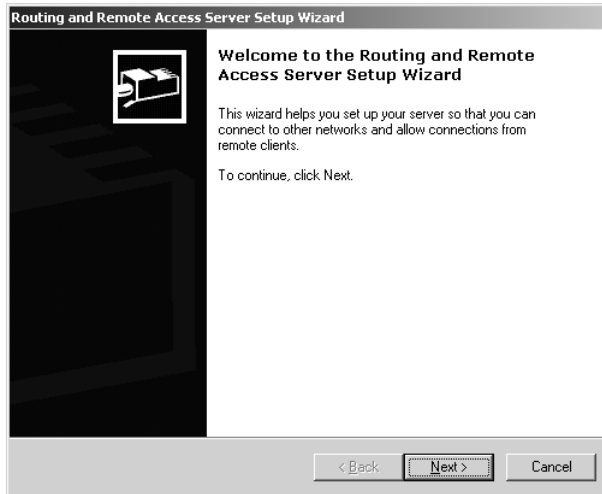 Routing and Remote Access Server Setup Wizard
Welcome to the Routing and Remote
Access Server Setup Wizard
This wizard helps you set up your server so that you can
connect to other networks and allow connections from
remote clients.
To continue, click Next.
< Back
Next >
Cancel